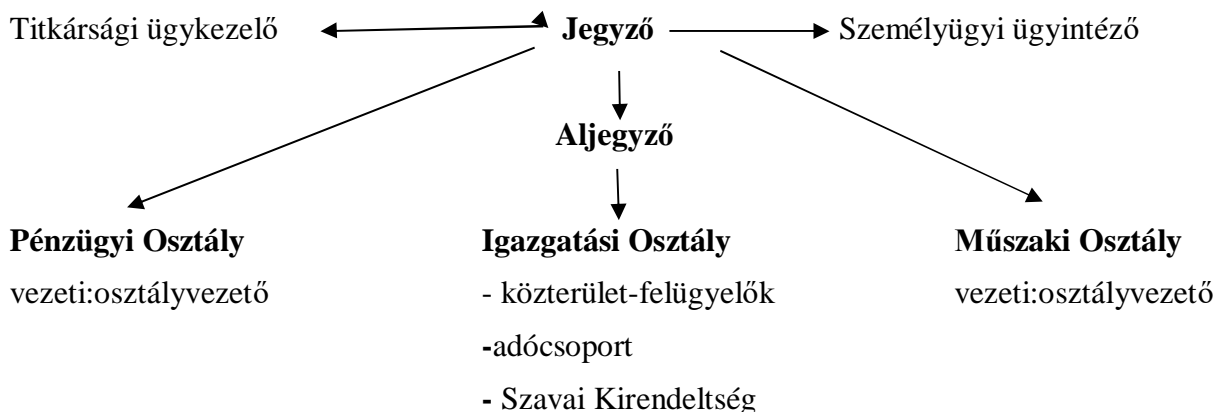 Titkársági ügykezelő Jegyző Személyügyi ügyintéző
Aljegyző
Pénzügyi Osztály Igazgatási Osztály Műszaki Osztály
vezeti:osztályvezető - közterület-felügyelők vezeti:osztályvezető
-adócsoport
- Szavai Kirendeltség